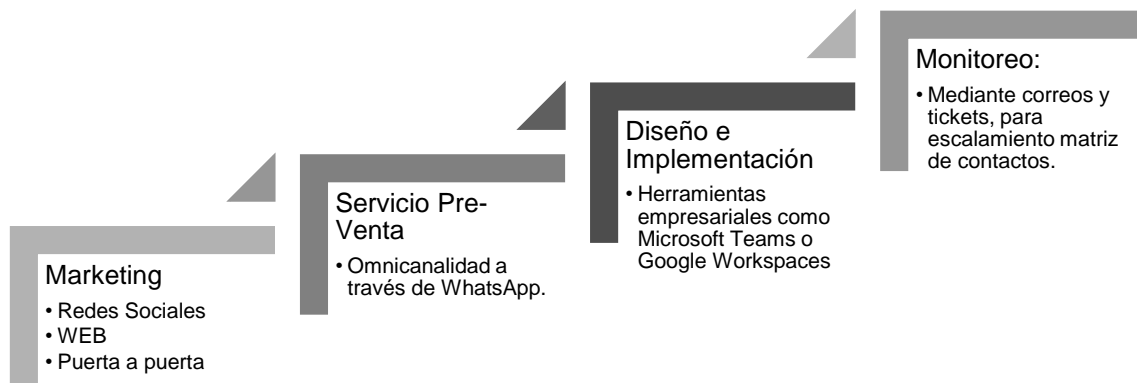 Marketing
• Redes Sociales
• WEB
• Puerta a puerta
Servicio Pre-
Venta
• Omnicanalidad a
través de WhatsApp.
Diseño e
Implementación
• Herramientas
empresariales como
Microsoft Teams o
Google Workspaces
Monitoreo:
• Mediante correos y
tickets, para
escalamiento matriz
de contactos.